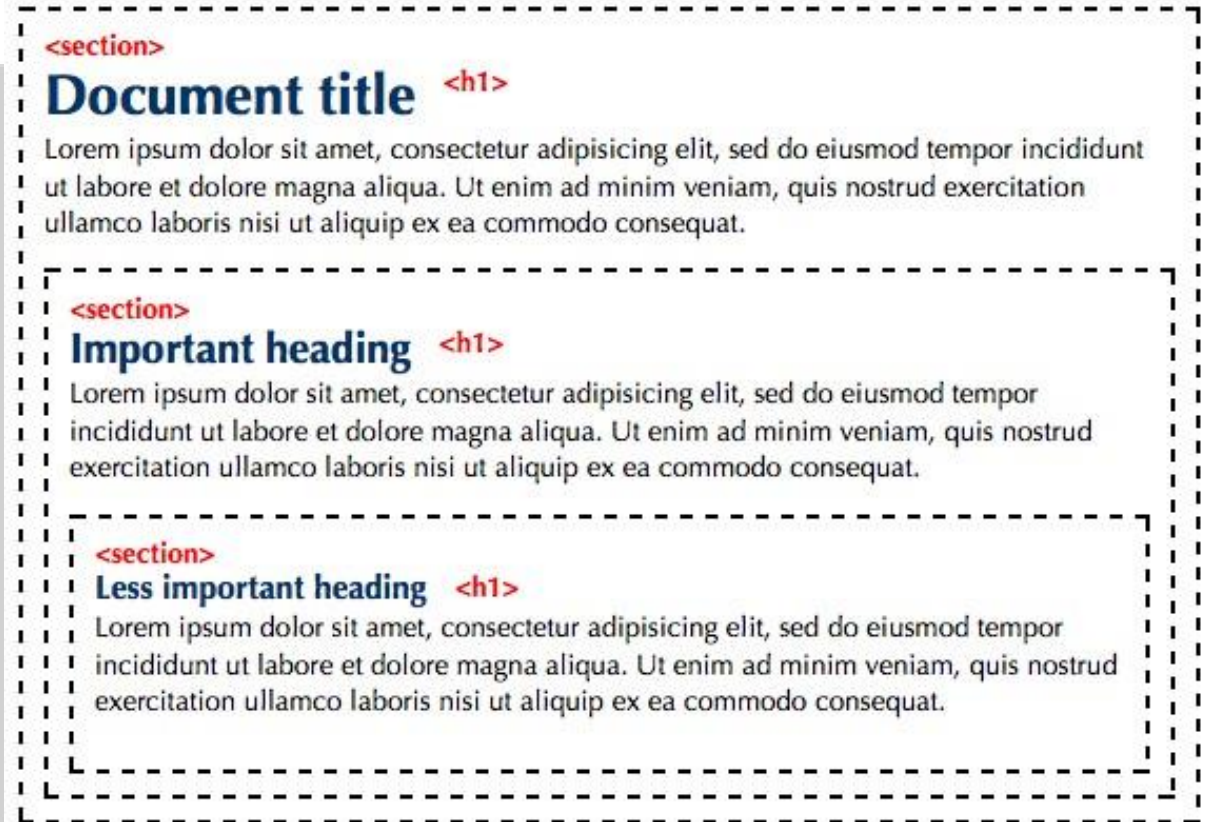 <section>
Document title <h1>
Lorem ipsum dolor sit amet, consectetur adipisicing elit, sed do eiusmod tempor incididunt
ut labore et dolore magna aliqua. Ut enim ad minim veniam, quis nostrud exercitation
ullamco laboris nisi ut aliquip ex ea commodo consequat.
<section>
Important heading <h1>
Lorem ipsum dolor sit amet, consectetur adipisicing elit, sed do eiusmod tempor
incididunt ut labore et dolore magna aliqua. Ut enim ad minim veniam, quis nostrud
exercitation ullamco laboris nisi ut aliquip ex ea commodo consequat.
<section>
Less important heading <h1>
Lorem ipsum dolor sit amet, consectetur adipisicing elit, sed do eiusmod tempor
incididunt ut labore et dolore magna aliqua. Ut enim ad minim veniam, quis nostrud
exercitation ullamco laboris nisi ut aliquip ex ea commodo consequat.